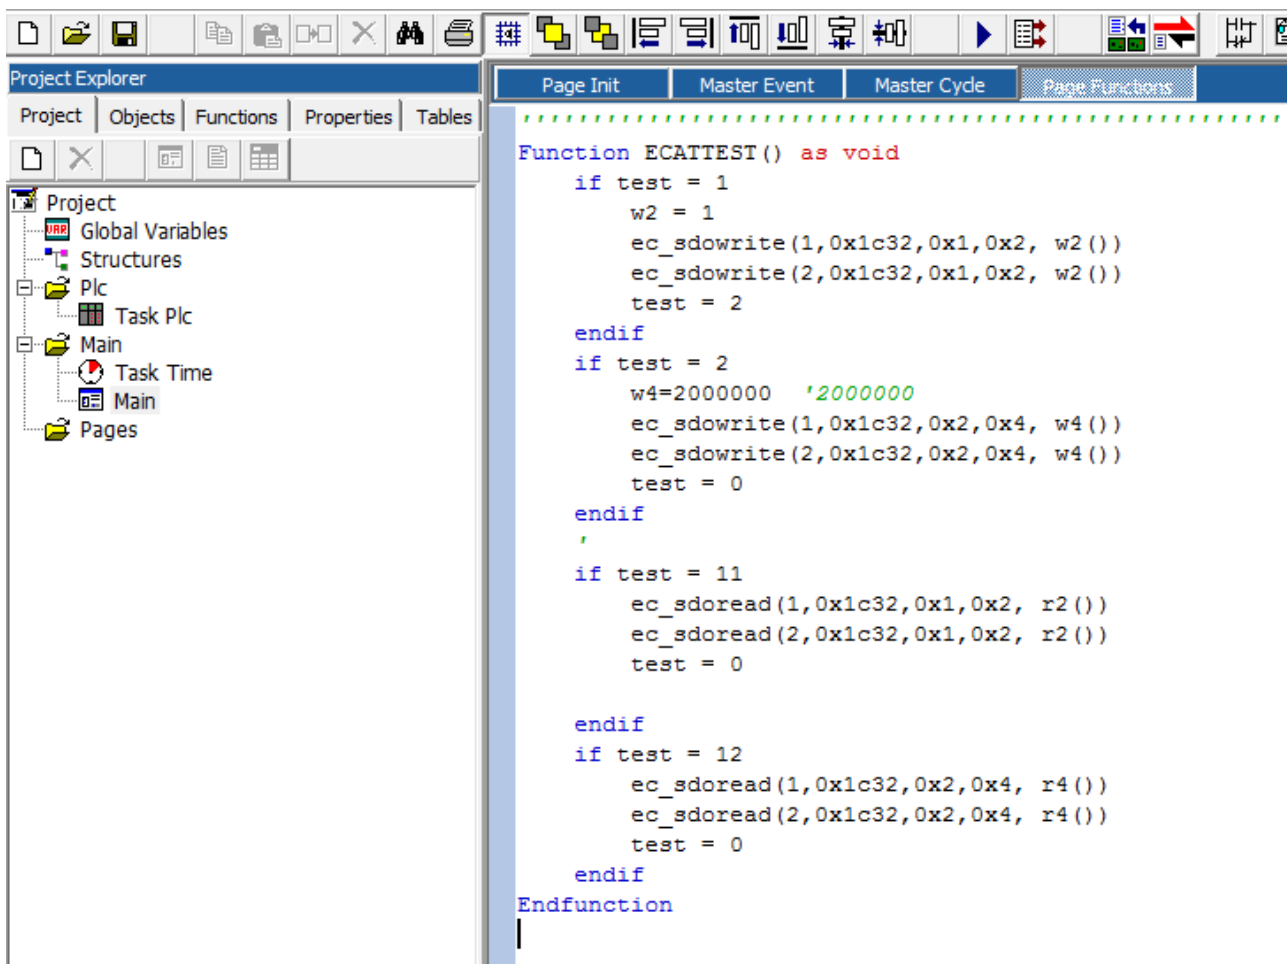 Project Explorer
Project Objects Functions Properties Tables
Project
Global Variables
Structures
Plc
Task Plc
Main
Task Time
Main
Pages
Page Init Master Event Master Cycle Page Functions
''''''''''''''''''''''''''''''''''''''''''''''''''''''
Function ECATTEST() as void
if test = 1
w2 = 1
ec_sdowrite(1,0x1c32,0x1,0x2, w2())
ec_sdowrite(2,0x1c32,0x1,0x2, w2())
test = 2
endif
if test = 2
w4=2000000 '2000000
ec_sdowrite(1,0x1c32,0x2,0x4, w4())
ec_sdowrite(2,0x1c32,0x2,0x4, w4())
test = 0
endif
'
if test = 11
ec_sdoread(1,0x1c32,0x1,0x2, r2())
ec_sdoread(2,0x1c32,0x1,0x2, r2())
test = 0
endif
if test = 12
ec_sdoread(1,0x1c32,0x2,0x4, r4())
ec_sdoread(2,0x1c32,0x2,0x4, r4())
test = 0
endif
Endfunction